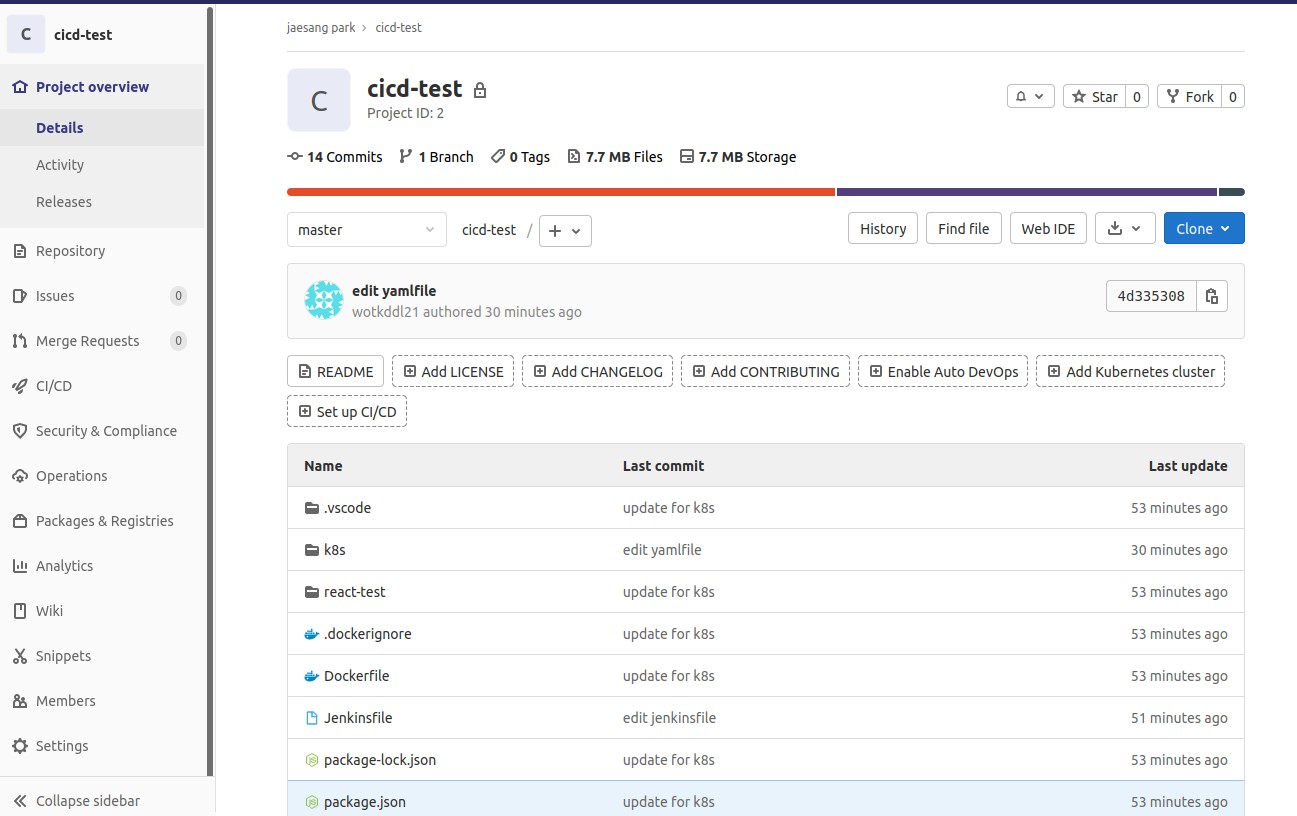 C cicd-test
Project overview
Details
Activity
Releases
Repository
Issues 0
Merge Requests 0
CI/CD
Security & Compliance
Operations
Packages & Registries
Analytics
Wiki
Snippets
Members
Settings
Collapse sidebar
jaesang park › cicd-test
C
cicd-test
Project ID: 2
Star 0 Fork 0
14 Commits 1 Branch 0 Tags 7.7 MB Files 7.7 MB Storage
master cicd-test / + History Find file Web IDE Clone
edit yamlfile
wotkddl21 authored 30 minutes ago
4d335308
README Add LICENSE Add CHANGELOG Add CONTRIBUTING Enable Auto DevOps Add Kubernetes cluster
Set up CI/CD
Name Last commit Last update
.vscode update for k8s 53 minutes ago
k8s edit yamlfile 30 minutes ago
react-test update for k8s 53 minutes ago
.dockerignore update for k8s 53 minutes ago
Dockerfile update for k8s 53 minutes ago
Jenkinsfile edit jenkinsfile 51 minutes ago
package-lock.json update for k8s 53 minutes ago
package.json update for k8s 53 minutes ago